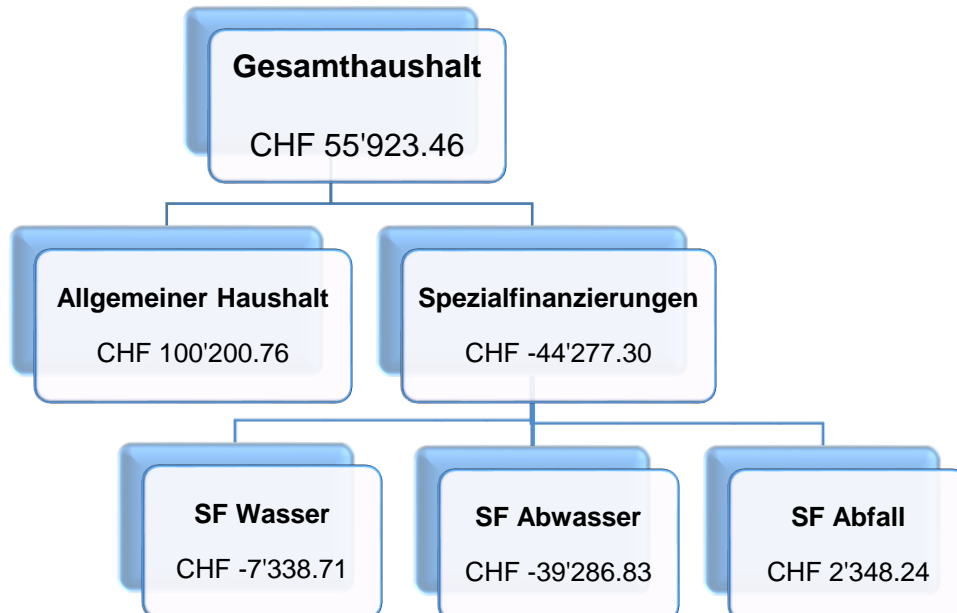 Gesamthaushalt
CHF 55'923.46
Allgemeiner Haushalt
CHF 100'200.76
Spezialfinanzierungen
CHF -44'277.30
SF Wasser
CHF -7'338.71
SF Abwasser
CHF -39'286.83
SF Abfall
CHF 2'348.24